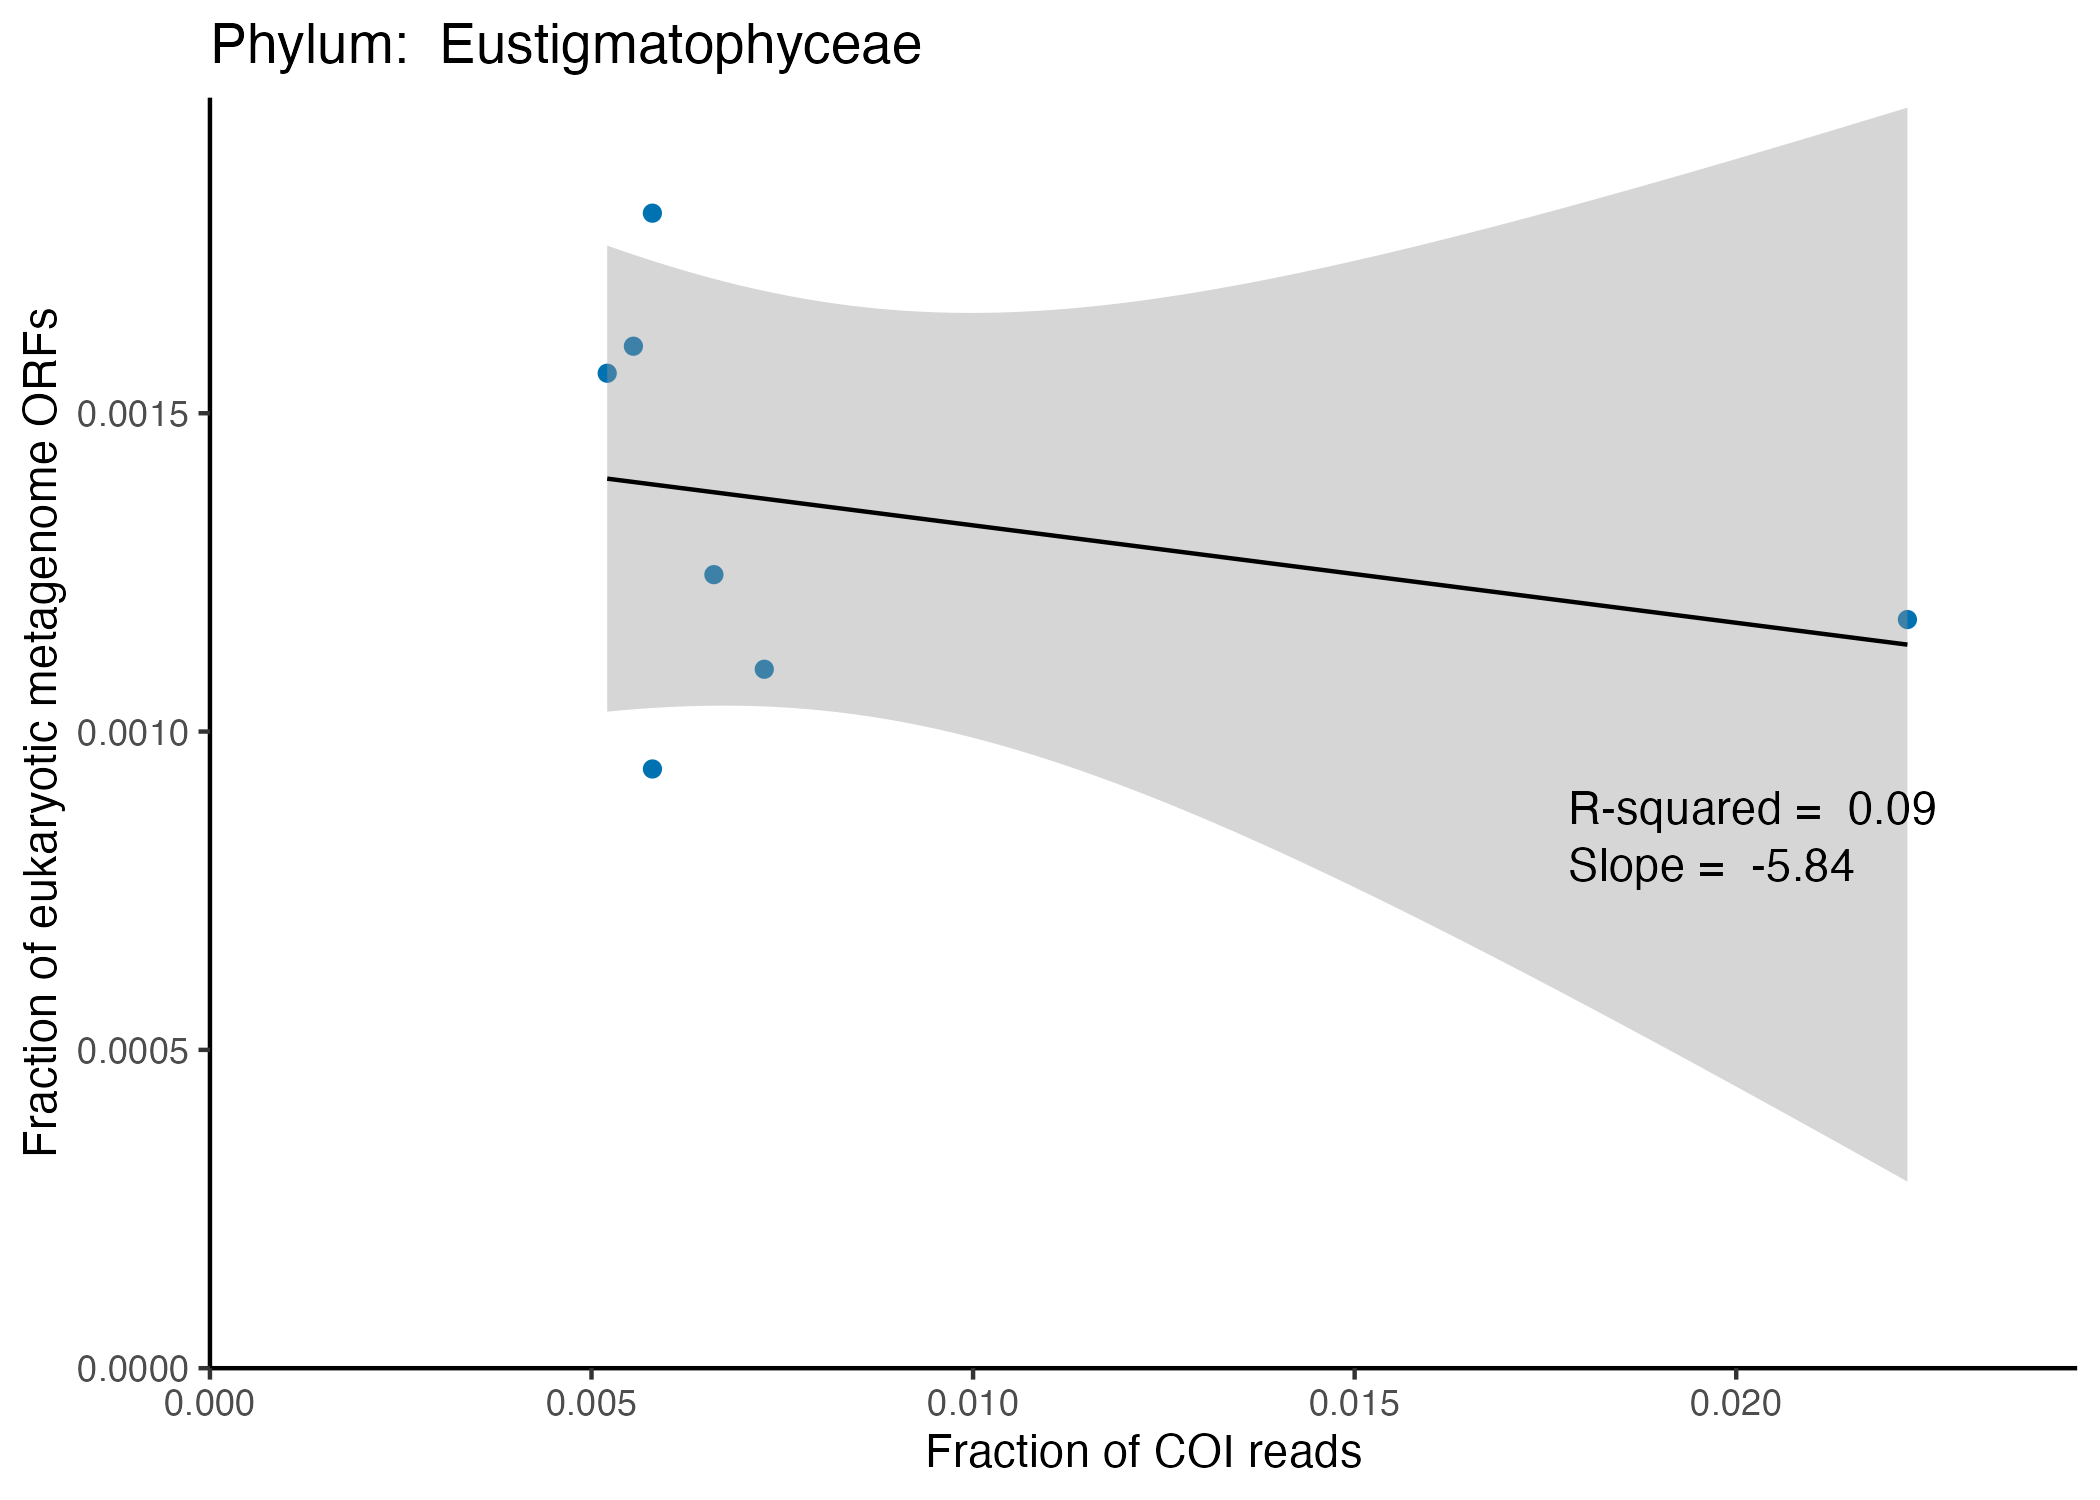 Phylum:  Eustigmatophyceae
Fraction of eukaryotic metagenome ORFs
0.0015
0.0010
0.0005
0.0000
R-squared =  0.09
Slope =  -5.84
0.000 0.005 0.010 0.015 0.020
Fraction of COI reads